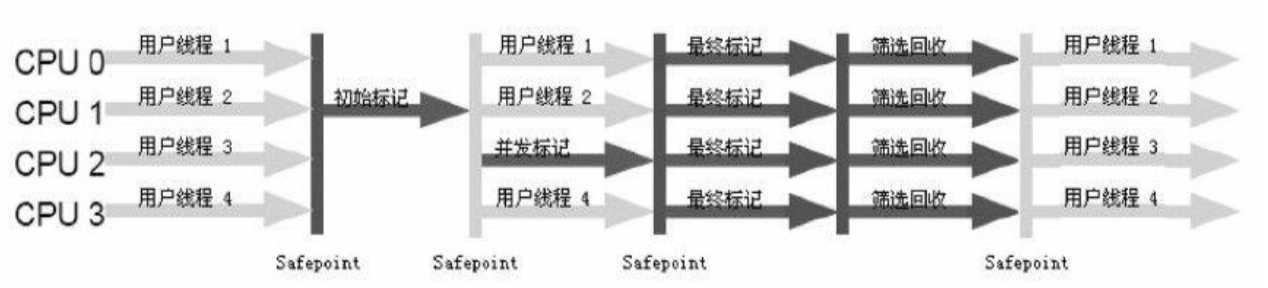 CPU 0 用户线程 1 用户线程 1 最终标记 筛选回收 用户线程 1
CPU 1 用户线程 2 初始标记 用户线程 2 最终标记 筛选回收 用户线程 2
CPU 2 用户线程 3 并发标记 最终标记 筛选回收 用户线程 3
CPU 3 用户线程 4 用户线程 4 最终标记 筛选回收 用户线程 4
Safepoint Safepoint Safepoint Safepoint